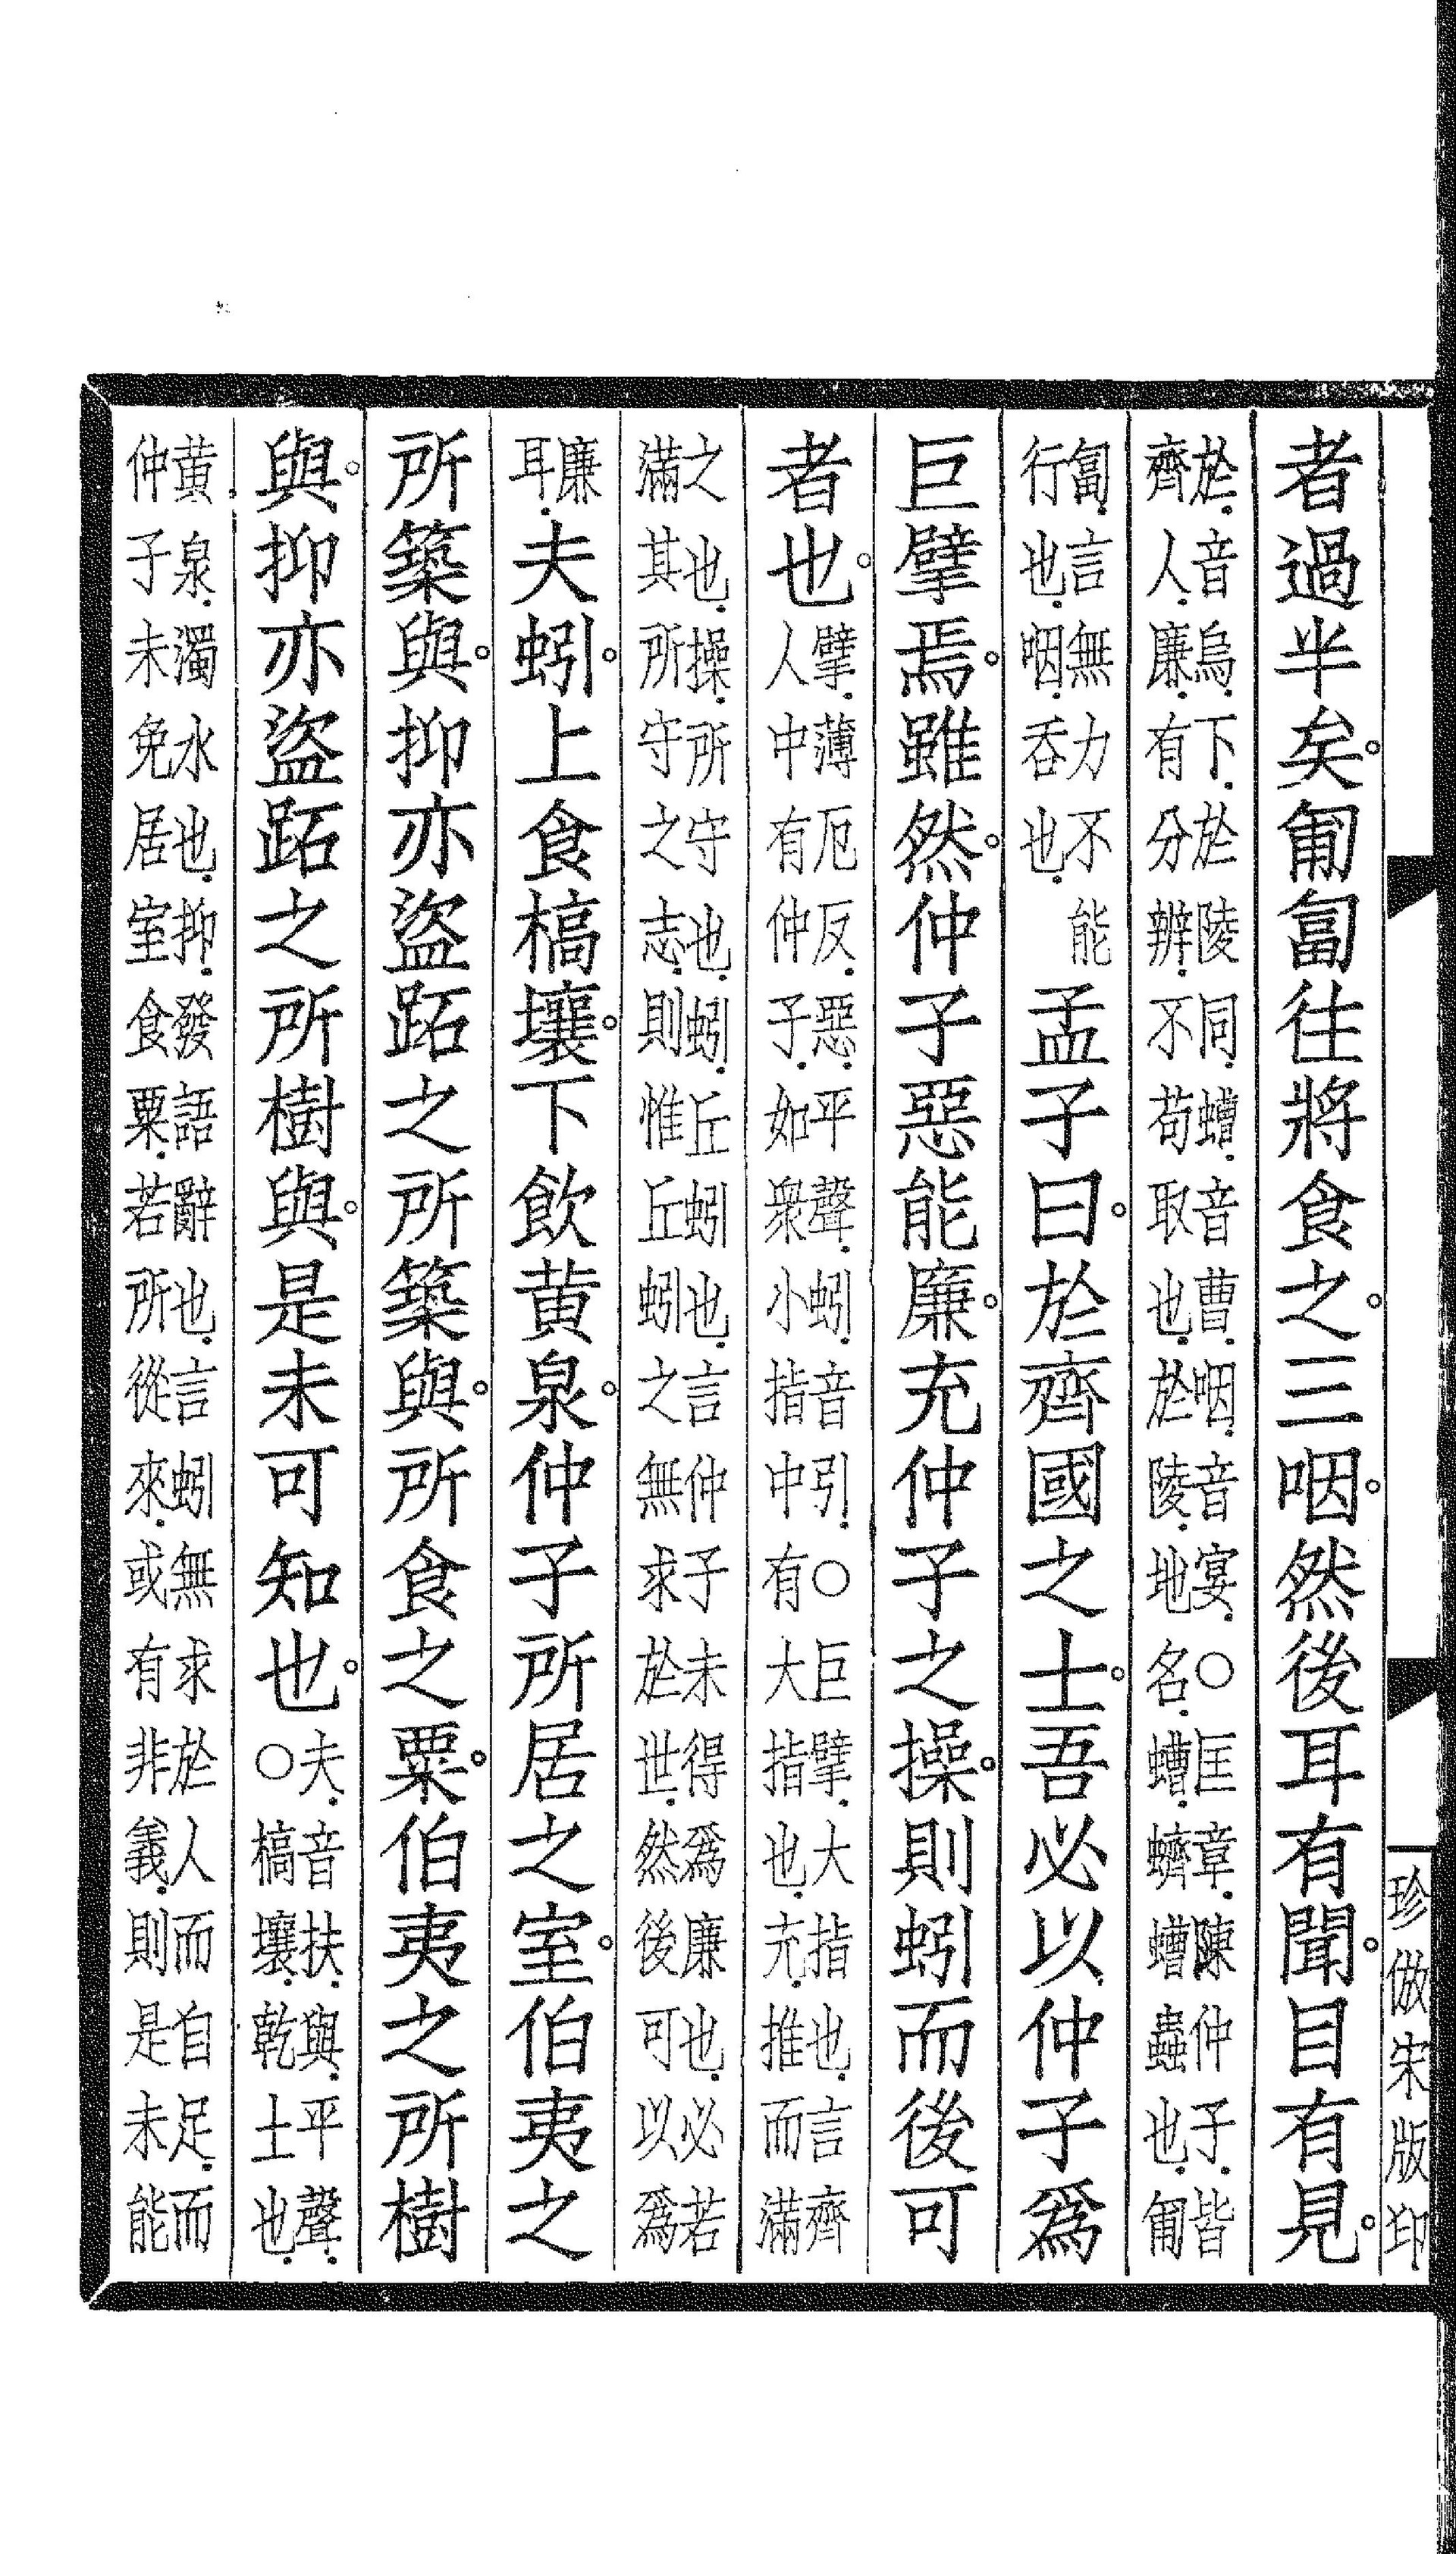 珍倣宋版印
者過半矣。匍匐往將食之。三咽。然後耳有聞。目有見。
於.音烏.下.於陵同.螬.音曹.咽.音宴.○匡章.陳仲子.皆
齊人.廉.有分辨.不苟取也.於陵.地名.螬.蠐螬蟲也.匍
匐言無力不能
行也.咽.吞也.
孟子曰。於齊國之士。吾必以仲子爲
巨擘焉。雖然。仲子惡能廉。充仲子之操。則蚓而後可
者也。
擘.薄厄反.惡.平聲.蚓.音引.○巨擘.大指也.言齊
人中有仲子.如衆小指中有大指也.充.推而滿
之也.操.所守也.蚓.丘蚓也.言仲子未得爲廉也.必若
滿其所守之志.則惟丘蚓之無求於世.然後可以爲
廉
耳.
夫蚓。上食槁壤。下飲黄泉。仲子所居之室。伯夷之
所築與。抑亦盜跖之所築與。所食之粟。伯夷之所樹
與。抑亦盜跖之所樹與。是未可知也。
夫.音扶.與.平聲.
○槁壤.乾土也.
黄泉.濁水也.抑.發語辭也.言蚓無求於人而自足.而
仲子未免居室食粟.若所從來.或有非義.則是未能